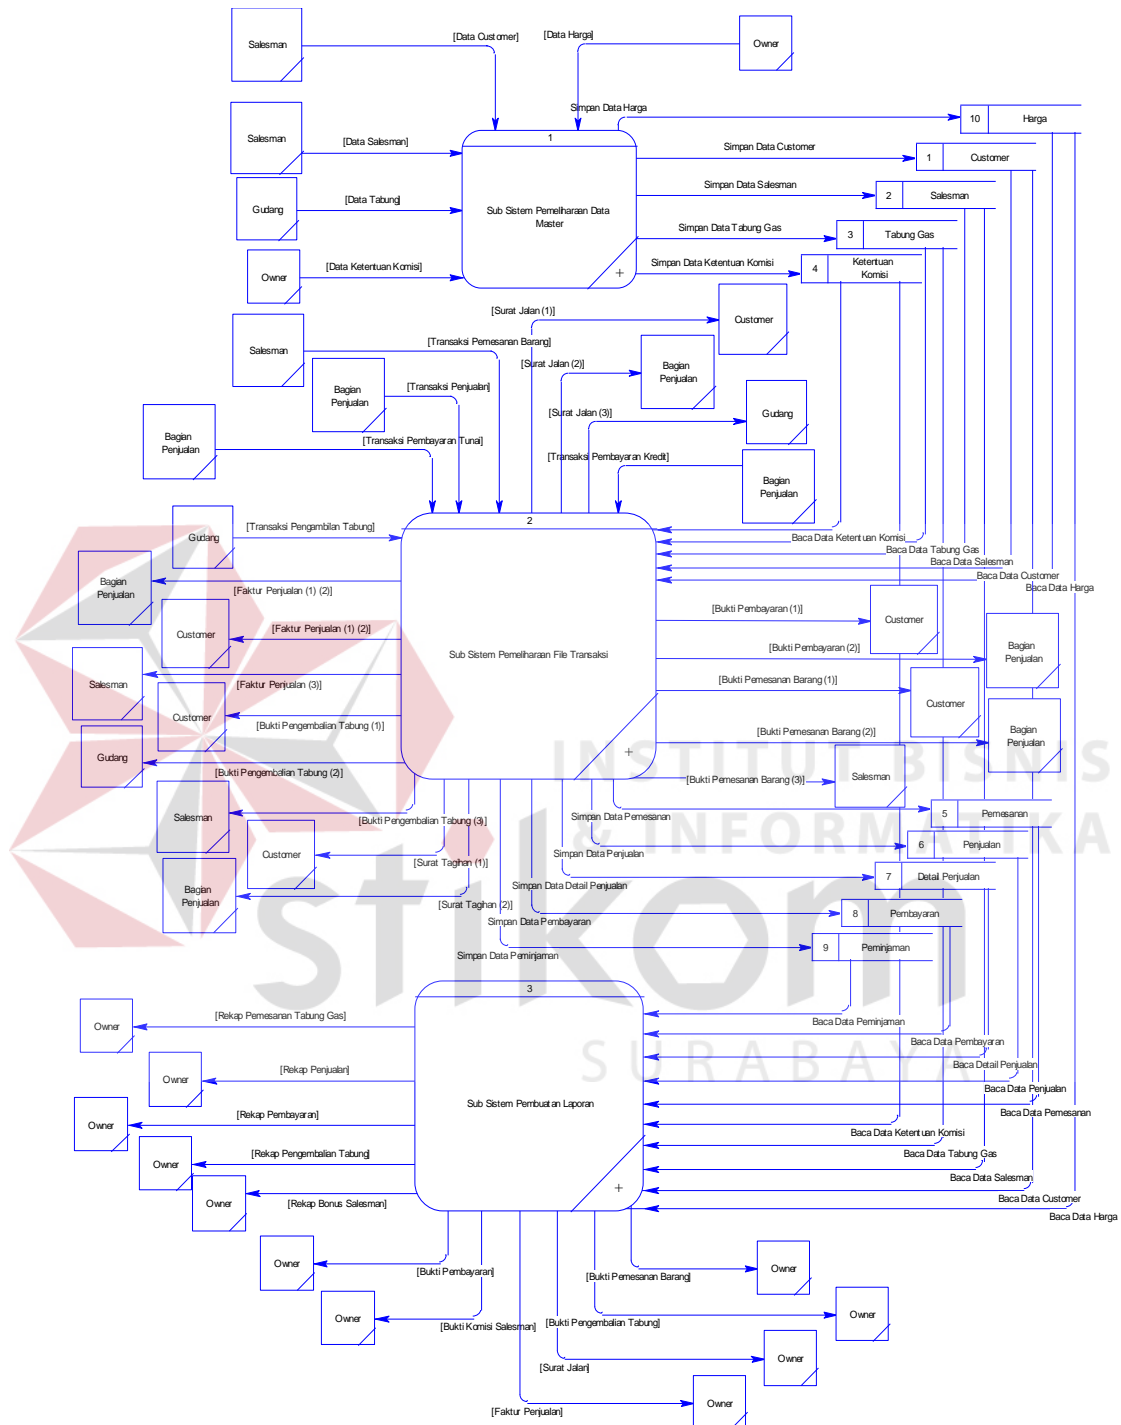 Salesman
[Data Customer]
[Data Harga]
Owner
Simpan Data Harga
10
Harga
Salesman
[Data Salesman]
1
Simpan Data Customer
1
Customer
Simpan Data Salesman
2
Salesman
Gudang
[Data Tabung]
Sub Sistem Pemeliharaan Data
Master
Simpan Data Tabung Gas
3
Tabung Gas
Owner
[Data Ketentuan Komisi]
Simpan Data Ketentuan Komisi
4
Ketentuan
Komisi
[Surat Jalan (1)]
Customer
Salesman
[Transaksi Pemesanan Barang]
[Surat Jalan (2)]
Bagian
Penjualan
Bagian
Penjualan
[Transaksi Penjualan]
[Surat Jalan (3)]
Gudang
Bagian
Penjualan
[Transaksi Pembayaran Tunai]
[Transaksi Pembayaran Kredit]
Bagian
Penjualan
2
Gudang
[Transaksi Pengambilan Tabung]
Baca Data Ketentuan Komisi
Baca Data Tabung Gas
Baca Data Salesman
Baca Data Customer
Baca Data Harga
Bagian
Penjualan
[Faktur Penjualan (1) (2)]
[Bukti Pembayaran (1)]
Customer
Customer
[Faktur Penjualan (1) (2)]
Sub Sistem Pemeliharaan File Transaksi
[Bukti Pembayaran (2)]
Bagian
Penjualan
Salesman
[Faktur Penjualan (3)]
[Bukti Pemesanan Barang (1)]
Customer
Customer
[Bukti Pengembalian Tabung (1)]
[Bukti Pemesanan Barang (2)]
Bagian
Penjualan
Gudang
[Bukti Pengembalian Tabung (2)]
[Bukti Pemesanan Barang (3)]
Salesman
INSTITUT BISNIS
& INFORMATIKA
stikom
SURABAYA
Salesman
[Bukti Pengembalian Tabung (3)]
Simpan Data Pemesanan
5
Pemesanan
Customer
[Surat Tagihan (1)]
Simpan Data Penjualan
6
Penjualan
Bagian
Penjualan
[Surat Tagihan (2)]
Simpan Data Detail Penjualan
7
Detail Penjualan
Simpan Data Pembayaran
8
Pembayaran
Simpan Data Peminjaman
9
Peminjaman
3
Owner
[Rekap Pemesanan Tabung Gas]
Baca Data Peminjaman
Baca Data Pembayaran
Owner
[Rekap Penjualan]
Baca Detail Penjualan
Baca Data Penjualan
Owner
[Rekap Pembayaran]
Sub Sistem Pembuatan Laporan
Baca Data Pemesanan
Baca Data Ketentuan Komisi
Owner
[Rekap Pengembalian Tabung]
Baca Data Tabung Gas
Baca Data Salesman
Owner
[Rekap Bonus Salesman]
Baca Data Customer
Baca Data Harga
Owner
[Bukti Pembayaran]
[Bukti Pemesanan Barang]
Owner
Owner
[Bukti Komisi Salesman]
[Bukti Pengembalian Tabung]
Owner
[Surat Jalan]
Owner
[Faktur Penjualan]
Owner